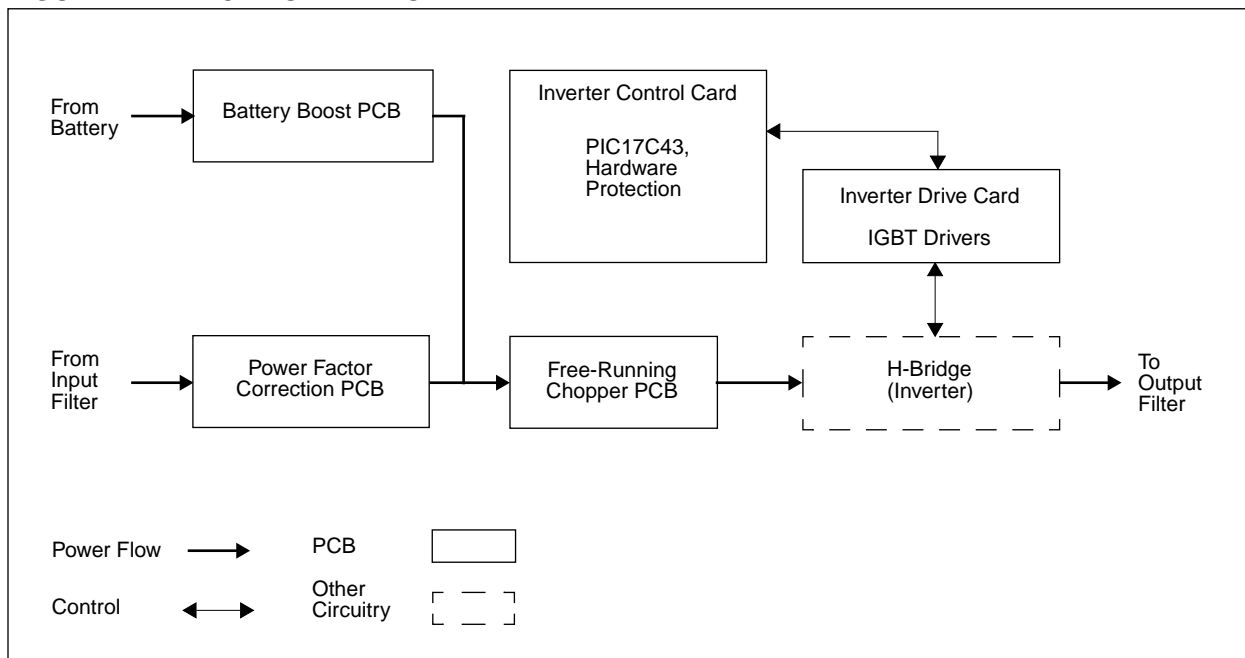 From
Battery
Battery Boost PCB
Inverter Control Card
PIC17C43,
Hardware
Protection
Inverter Drive Card
IGBT Drivers
From
Input
Filter
Power Factor
Correction PCB
Free-Running
Chopper PCB
H-Bridge
(Inverter)
To
Output
Filter
Power Flow
PCB
Control
Other
Circuitry